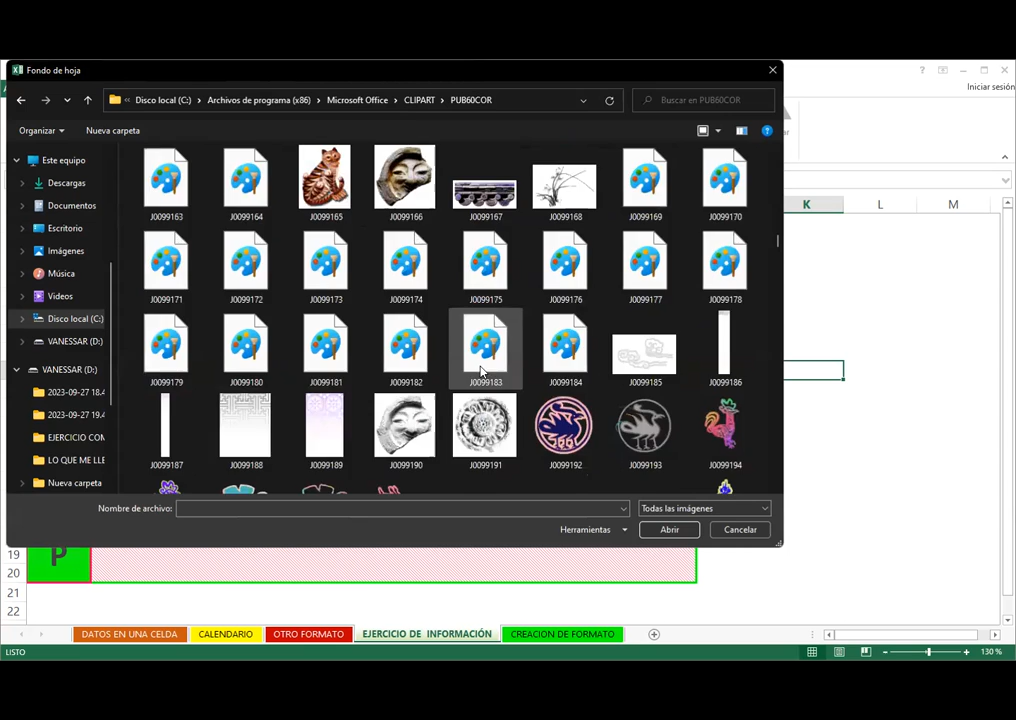 Fondo de hoja
Iniciar sesión
Disco local (C:) > Archivos de programa (x86) > Microsoft Office > CLIPART > PUB60COR
Buscar en PUB60COR
Organizar
Nueva carpeta
Este equipo
Descargas
Documentos
Escritorio
Imágenes
Música
Videos
Disco local (C:)
VANESSAR (D:)
VANESSAR (D:)
2023-09-27 18.4
2023-09-27 19.4
EJERCICIO COM
LO QUE ME LLE
Nueva carpeta
J0099163 J0099164 J0099165 J0099166 J0099167 J0099168 J0099169 J0099170
J0099171 J0099172 J0099173 J0099174 J0099175 J0099176 J0099177 J0099178
J0099179 J0099180 J0099181 J0099182 J0099183 J0099184 J0099185 J0099186
J0099187 J0099188 J0099189 J0099190 J0099191 J0099192 J0099193 J0099194
K L M
Nombre de archivo:
Todas las imágenes
Herramientas
Abrir
Cancelar
19
P
20
21
22
DATOS EN UNA CELDA CALENDARIO OTRO FORMATO EJERCICIO DE INFORMACIÓN CREACION DE FORMATO
LISTO
130 %